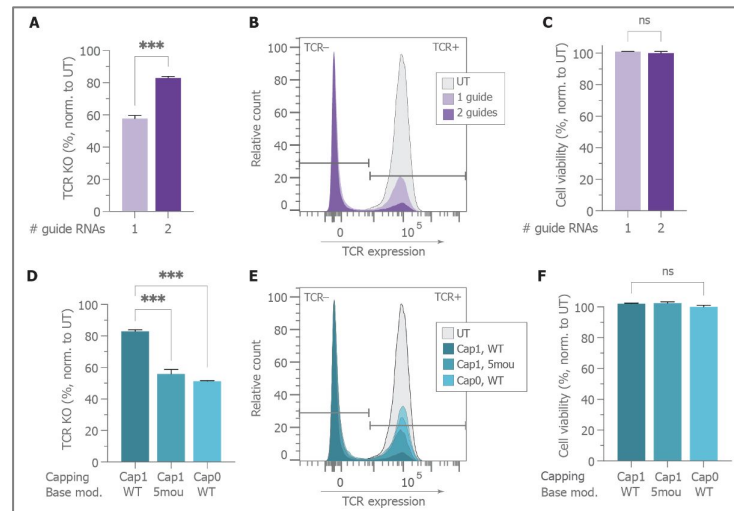 A
***
TCR KO (%, norm. to UT)
100
80
60
40
20
0
# guide RNAs
1
2
B
TCR–
TCR+
Relative count
100
80
60
40
20
0
UT
1 guide
2 guides
0
10 5
TCR expression
C
ns
Cell viability (%, norm. to UT)
100
80
60
40
20
0
# guide RNAs
1
2
D
***
***
TCR KO (%, norm. to UT)
100
80
60
40
20
0
Capping
Cap1
Cap1
Cap0
Base mod.
WT
5mou
WT
E
TCR–
TCR+
Relative count
100
80
60
40
20
0
UT
Cap1, WT
Cap1, 5mou
Cap0, WT
0
10 5
TCR expression
F
ns
Cell viability (%, norm. to UT)
100
80
60
40
20
0
Capping
Cap1
Cap1
Cap0
Base mod.
WT
5mou
WT